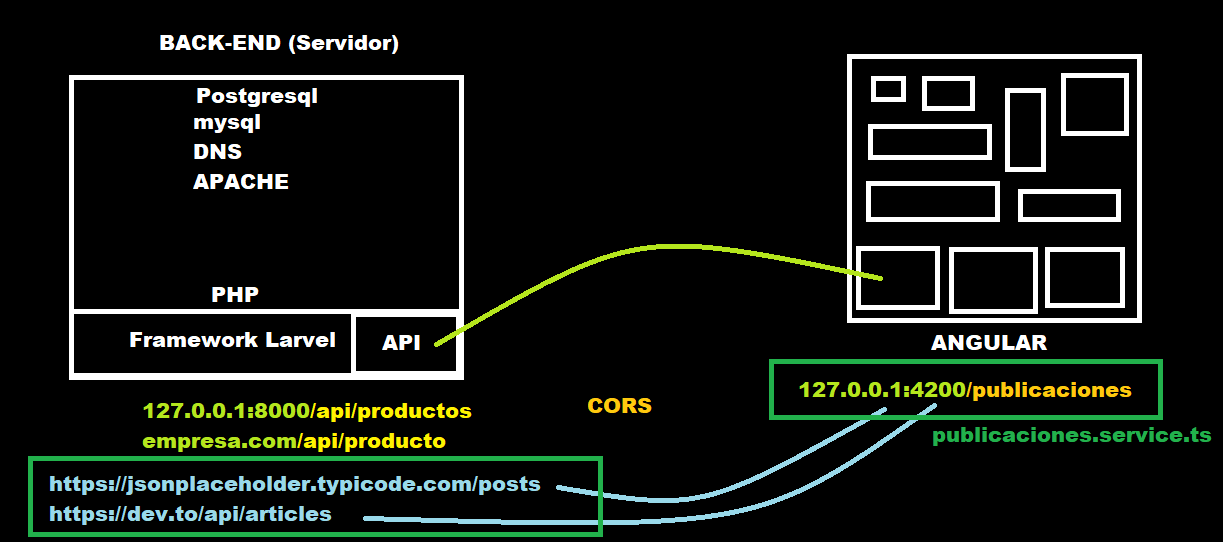 BACK-END (Servidor)
Postgresql
mysql
DNS
APACHE
PHP
Framework Larvel
API
127.0.0.1:8000/api/productos
empresa.com/api/producto
https://jsonplaceholder.typicode.com/posts
https://dev.to/api/articles
CORS
ANGULAR
127.0.0.1:4200/publicaciones
publicaciones.service.ts